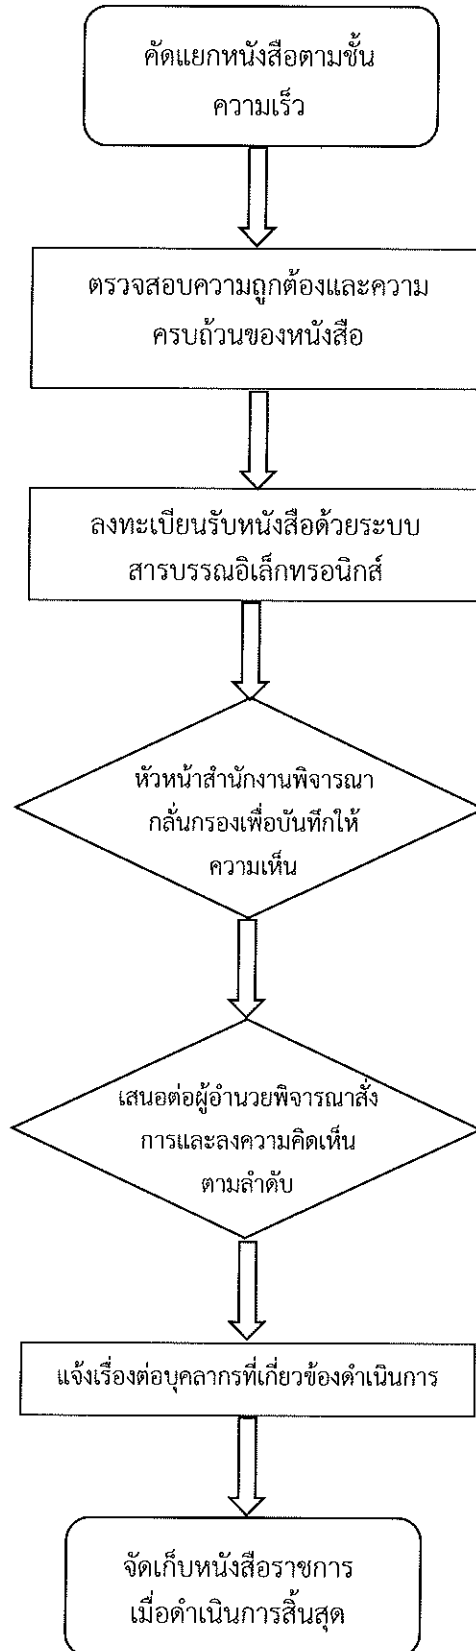 คัดแยกหนังสือตามชั้น
ความเร็ว
ตรวจสอบความถูกต้องและความ
ครบถ้วนของหนังสือ
ลงทะเบียนรับหนังสือด้วยระบบ
สารบรรณอิเล็กทรอนิกส์
หัวหน้าสำนักงานพิจารณา
กลั่นกรองเพื่อบันทึกให้
ความเห็น
เสนอต่อผู้อำนวยพิจารณาสั่ง
การและลงความคิดเห็น
ตามลำดับ
แจ้งเรื่องต่อบุคลากรที่เกี่ยวข้องดำเนินการ
จัดเก็บหนังสือราชการ
เมื่อดำเนินการสิ้นสุด